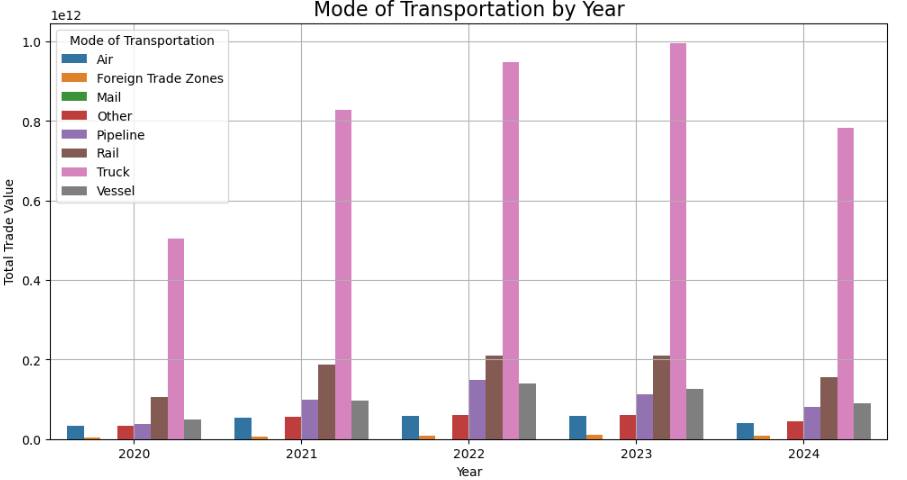 Mode of Transportation by Year
1e12
1.0
0.8
0.6
0.4
0.2
0.0
Total Trade Value
Mode of Transportation
Air
Foreign Trade Zones
Mail
Other
Pipeline
Rail
Truck
Vessel
2020 2021 2022 2023 2024
Year